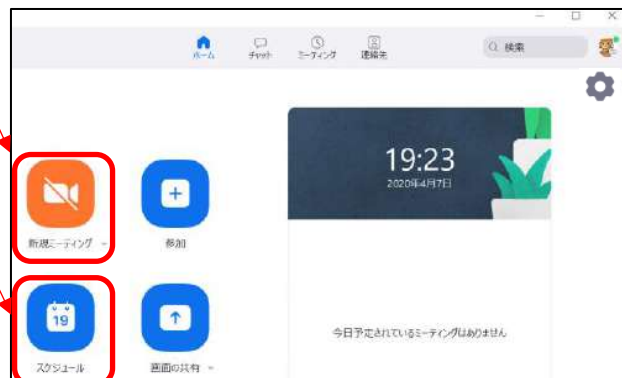 ホーム
チャット
ミーティング
連絡先
検索
19:23
2020年4月7日
新規ミーティング
参加
19
スケジュール
画面の共有
今日予定されているミーティングはありません